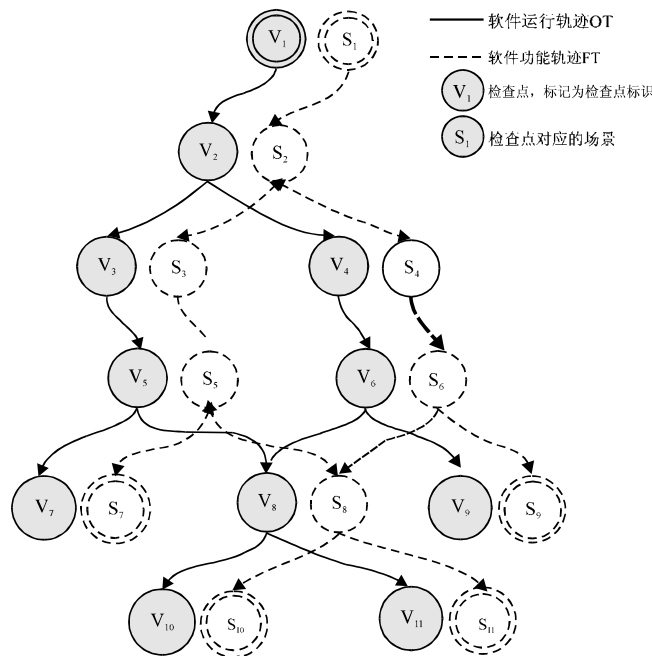 V1 S1 软件运行轨迹OT
软件功能轨迹FT
V1 检查点，标记为检查点标识
S1 检查点对应的场景
V2 S2
V3 S3 V4 S4
V5 S5 V6 S6
V7 S7 V8 S8 V9 S9
V10 S10 V11 S11